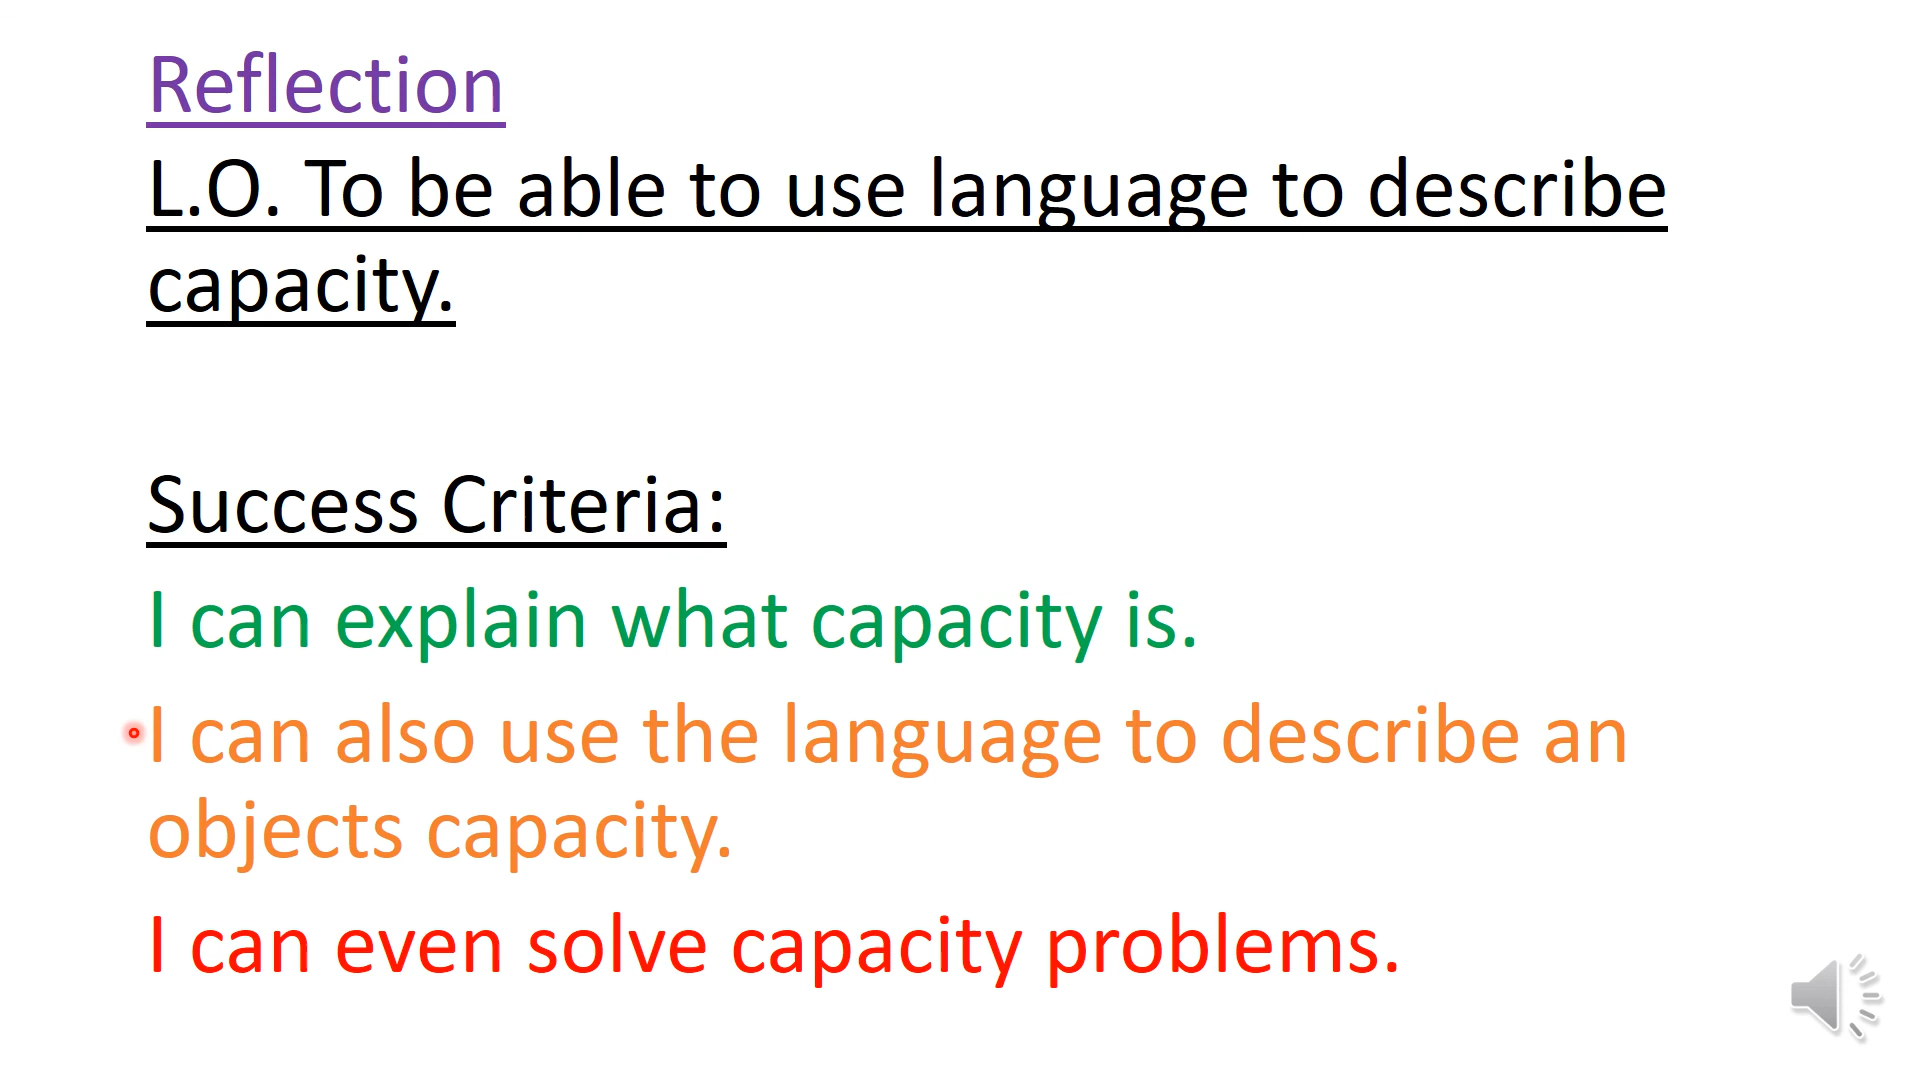 Reflection
L.O. To be able to use language to describe
capacity.
Success Criteria:
I can explain what capacity is.
I can also use the language to describe an
objects capacity.
I can even solve capacity problems.